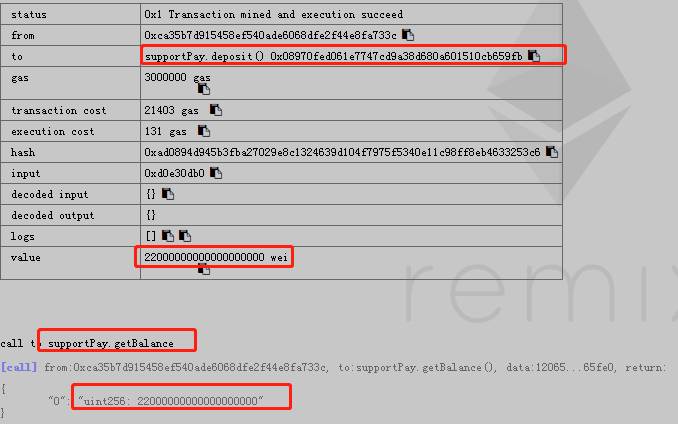 status 0x1 Transaction mined and execution succeed
from 0xca35b7d915458ef540ade6068dfe2f44e8fa733c
to supportPay.deposit() 0x08970fed061e7747cd9a38d680a601510cb659fb
gas 3000000 gas
transaction cost 21403 gas
execution cost 131 gas
hash 0xad0894d945b3fba27029e8c1324639d104f7975f5340e11c98ff8eb4633253c6
input 0xd0e30db0
decoded input {}
decoded output {}
logs []
value 22000000000000000000 wei
remix
call to supportPay.getBalance
[call] from:0xca35b7d915458ef540ade6068dfe2f44e8fa733c, to:supportPay.getBalance(), data:12065...65fe0, return:
{
"0": "uint256: 22000000000000000000"
}